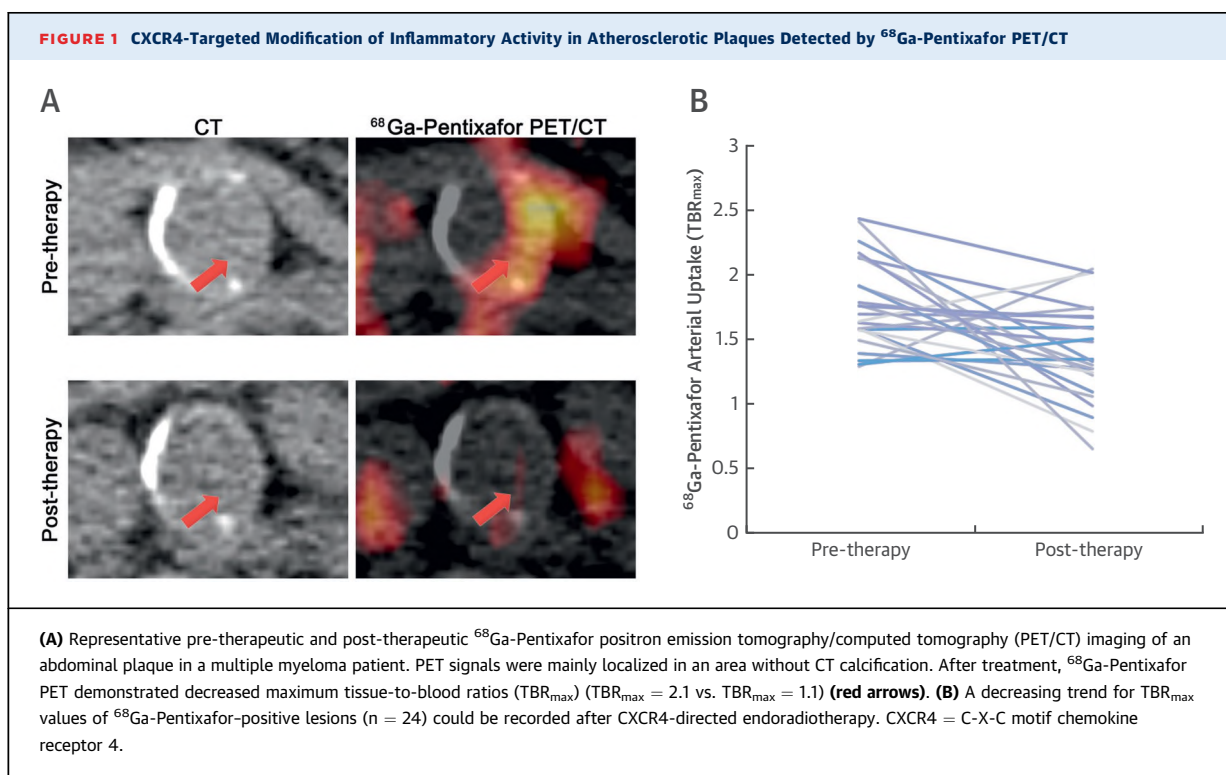 FIGURE 1 CXCR4-Targeted Modification of Inflammatory Activity in Atherosclerotic Plaques Detected by ⁶⁸Ga-Pentixafor PET/CT
A
CT
⁶⁸Ga-Pentixafor PET/CT
Pre-therapy
Post-therapy
B
⁶⁸Ga-Pentixafor Arterial Uptake (TBRmax)
3
2.5
2
1.5
1
0.5
0
Pre-therapy
Post-therapy
(A) Representative pre-therapeutic and post-therapeutic ⁶⁸Ga-Pentixafor positron emission tomography/computed tomography (PET/CT) imaging of an
abdominal plaque in a multiple myeloma patient. PET signals were mainly localized in an area without CT calcification. After treatment, ⁶⁸Ga-Pentixafor
PET demonstrated decreased maximum tissue-to-blood ratios (TBRmax) (TBRmax = 2.1 vs. TBRmax = 1.1) (red arrows). (B) A decreasing trend for TBRmax
values of ⁶⁸Ga-Pentixafor–positive lesions (n = 24) could be recorded after CXCR4-directed endoradiotherapy. CXCR4 = C-X-C motif chemokine
receptor 4.